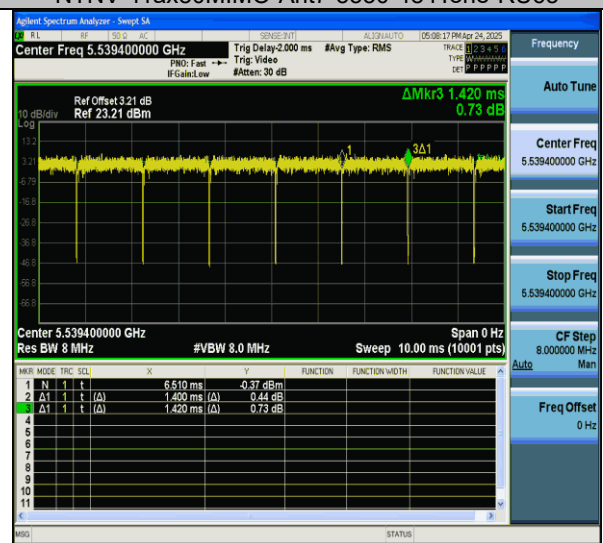 Agilent Spectrum Analyzer - Swept SA
RL RF 50 Ω AC SENSE:INT ALIGNAUTO 05:08:17 PM Apr 24, 2025
Center Freq 5.539400000 GHz
PNO: Fast
IFGain:Low
Trig Delay-2.000 ms
Trig: Video
#Atten: 30 dB
#Avg Type: RMS
TRACE 1 2 3 4 5 6
TYPE
DET P P P P P P
Ref Offset 3.21 dB
Ref 23.21 dBm
10 dB/div
Log
ΔMkr3 1.420 ms
0.73 dB
13.2
3.21
-6.79
-16.8
-26.8
-36.8
-46.8
-56.8
-66.8
1
3Δ1
Center 5.539400000 GHz
Span 0 Hz
Res BW 8 MHz
#VBW 8.0 MHz
Sweep 10.00 ms (10001 pts)
MKR MODE TRC SCL X Y FUNCTION FUNCTION WIDTH FUNCTION VALUE
1 N 1 t 6.510 ms -0.37 dBm
2 Δ1 1 t (Δ) 1.400 ms (Δ) 0.44 dB
3 Δ1 1 t (Δ) 1.420 ms (Δ) 0.73 dB
4
5
6
7
8
9
10
11
MSG STATUS
Frequency
Auto Tune
Center Freq
5.539400000 GHz
Start Freq
5.539400000 GHz
Stop Freq
5.539400000 GHz
CF Step
8.000000 MHz
Auto Man
Freq Offset
0 Hz